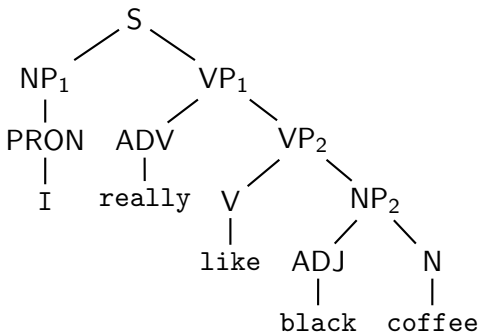 S
NP₁ VP₁
PRON ADV VP₂
I really V NP₂
like ADJ N
black coffee